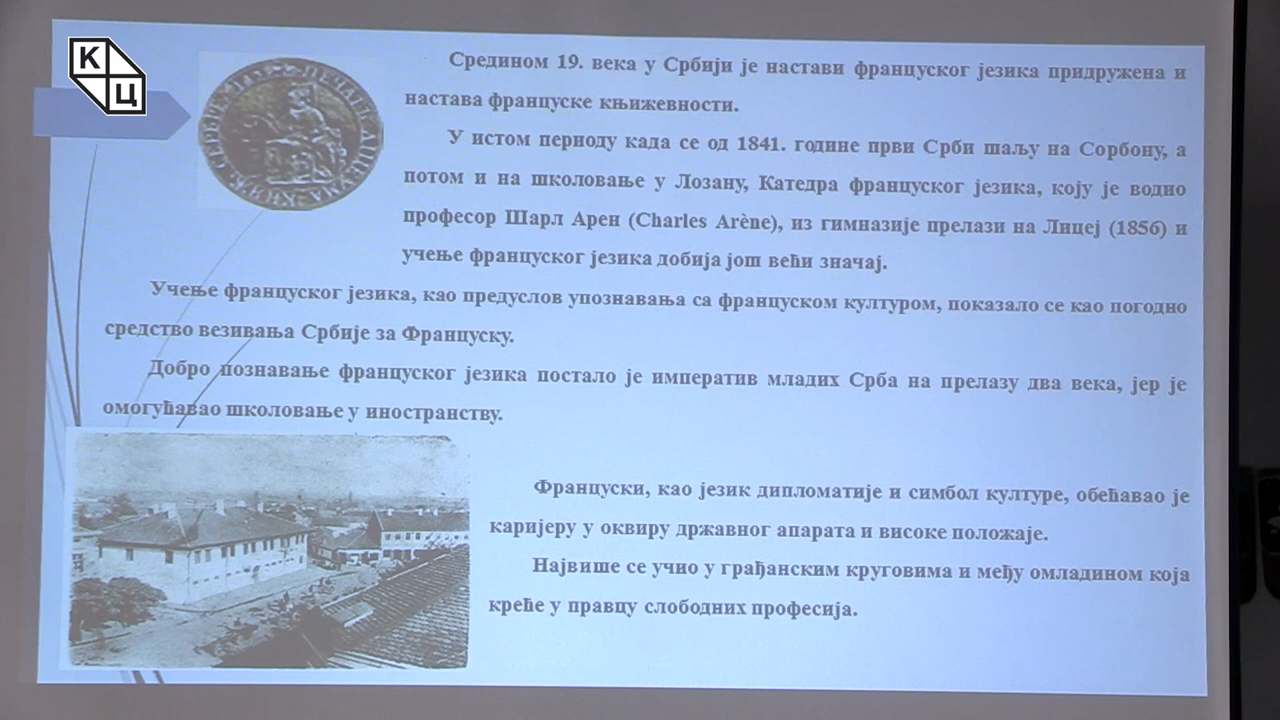 К
Ц
Средином 19. века у Србији је настави француског језика придружена и
настава француске књижевности.
У истом периоду када се од 1841. године први Срби шаљу на Сорбону, а
потом и на школовање у Лозану, Катедра француског језика, коју је водио
професор Шарл Арен (Charles Arène), из гимназије прелази на Лицеј (1856) и
учење француског језика добија још већи значај.
Учење француског језика, као предуслов упознавања са француском културом, показало се као погодно
средство везивања Србије за Француску.
Добро познавање француског језика постало је императив младих Срба на прелазу два века, јер је
омогућавао школовање у иностранству.
Француски, као језик дипломатије и симбол културе, обећавао је
каријеру у оквиру државног апарата и високе положаје.
Највише се учио у грађанским круговима и међу омладином која
креће у правцу слободних професија.